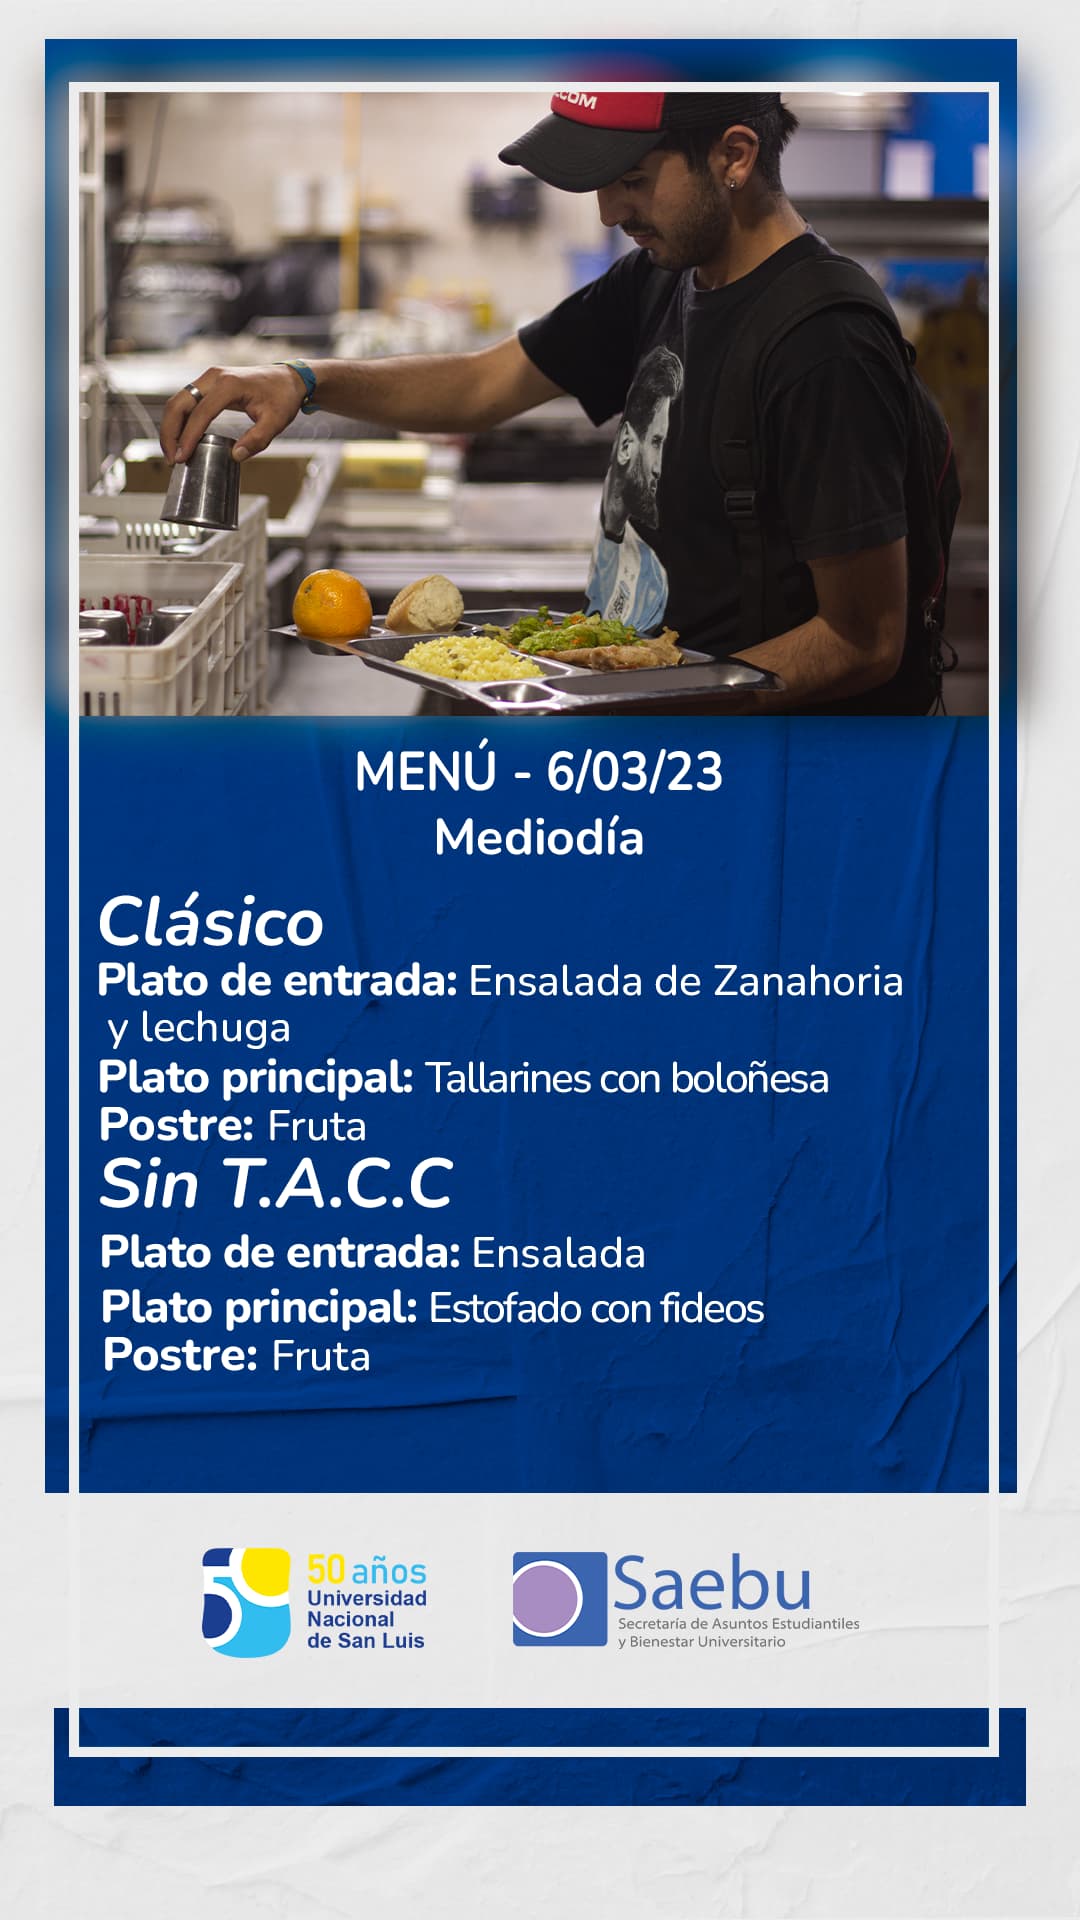 .COM
MENÚ - 6/03/23
Mediodía
Clásico
Plato de entrada: Ensalada de Zanahoria
y lechuga
Plato principal: Tallarines con boloñesa
Postre: Fruta
Sin T.A.C.C
Plato de entrada: Ensalada
Plato principal: Estofado con fideos
Postre: Fruta
50 años
Universidad
Nacional
de San Luis
Saebu
Secretaría de Asuntos Estudiantiles
y Bienestar Universitario